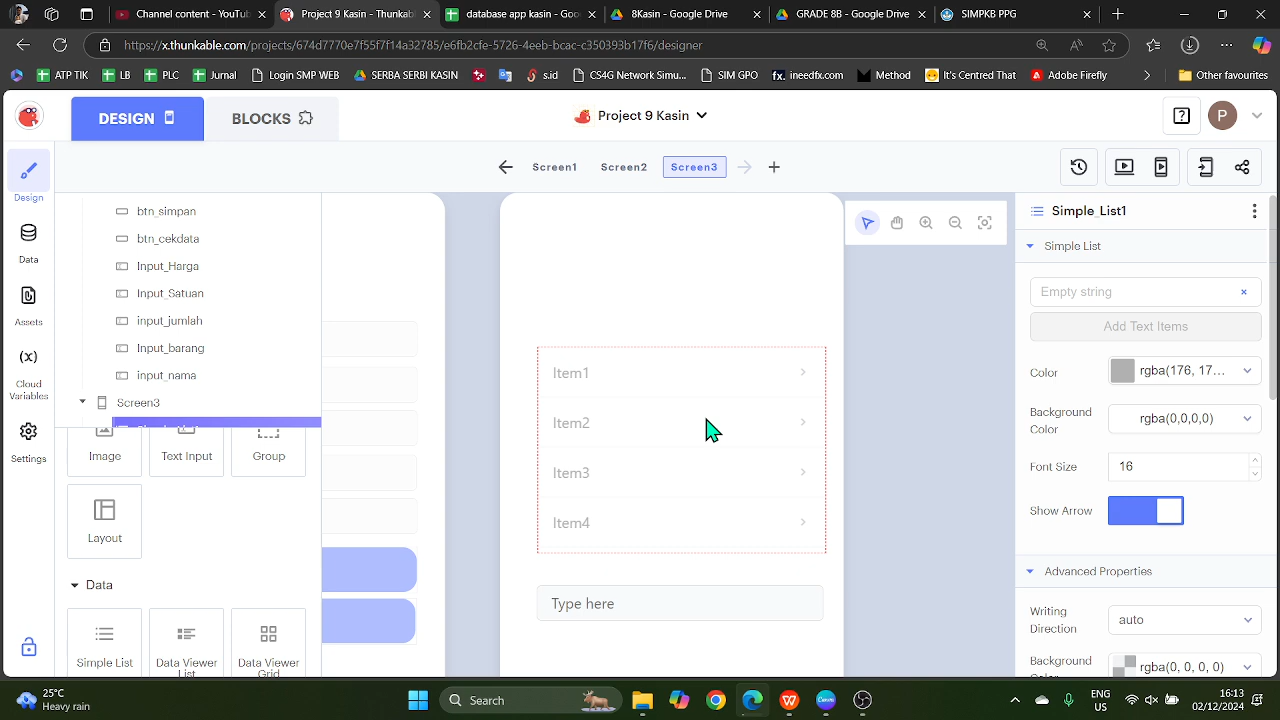 Channel content - YouTub
Project 9 Kasin - Thunkab
database app kasin - Goo
8Kasin - Google Drive
GRADE 8B - Google Drive
SIMPKB PPG
https://x.thunkable.com/projects/674d7770e7f55f7f14a32785/e6fb2cfe-5726-4eeb-bcac-c350393b17f6/designer
ATP TIK
LB
PLC
Jurnal
Login SMP WEB
SERBA SERBI KASIN
sid
CS4G Network Simu...
SIM GPO
inezdfx.com
Motion
It's Centred That
Adobe Firefly
Other favourites
DESIGN
BLOCKS
Project 9 Kasin
P
Screen1
Screen2
Screen3
Design
Data
Assets
Cloud
Variables
Settings
btn_simpan
btn_cekdata
Input_Harga
Input_Satuan
input_jumlah
Input_barang
input_nama
Screen3
Image
Text Input
Group
Layout
Data
Simple List
Data Viewer
List
Data Viewer
Grid
Item1
Item2
Item3
Item4
Type here
Simple_List1
Simple List
Empty string
Add Text Items
Color
rgba(176, 17...
Background
Color
rgba(0,0,0,0)
Font Size
16
Show Arrow
Advanced Properties
Writing
Direction
auto
Background
rgba(0, 0, 0, 0)
25°C
Heavy rain
Search
ENG
US
16:13
02/12/2024